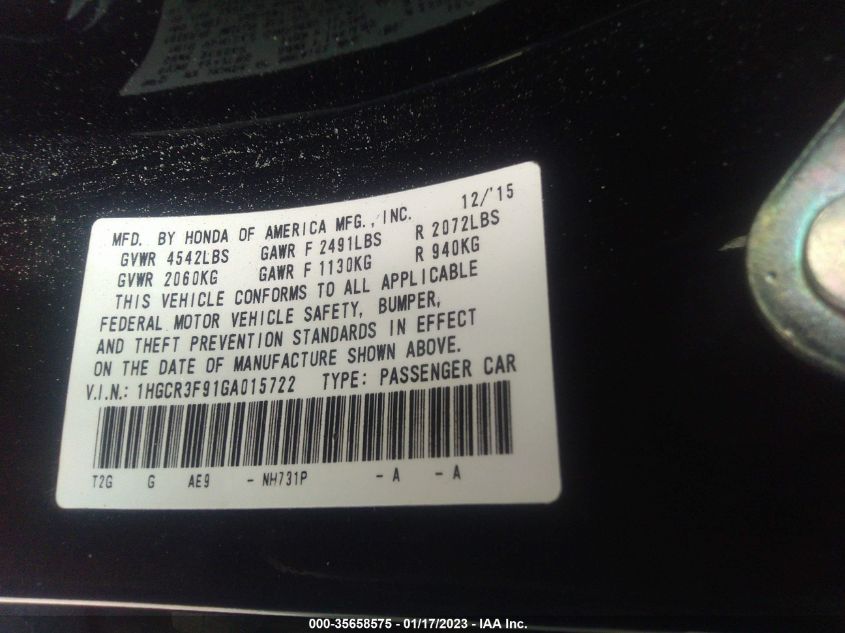 MFD. BY HONDA OF AMERICA MFG., INC. 12/'15
GVWR 4542LBS GAWR F 2491LBS R 2072LBS
GVWR 2060KG GAWR F 1130KG R 940KG
THIS VEHICLE CONFORMS TO ALL APPLICABLE
FEDERAL MOTOR VEHICLE SAFETY, BUMPER,
AND THEFT PREVENTION STANDARDS IN EFFECT
ON THE DATE OF MANUFACTURE SHOWN ABOVE.
V.I.N.: 1HGCR3F91GA015722 TYPE: PASSENGER CAR
T2G G AE9 - NH731P - A - A
000-35658575 — 01/17/2023 — IAA Inc.